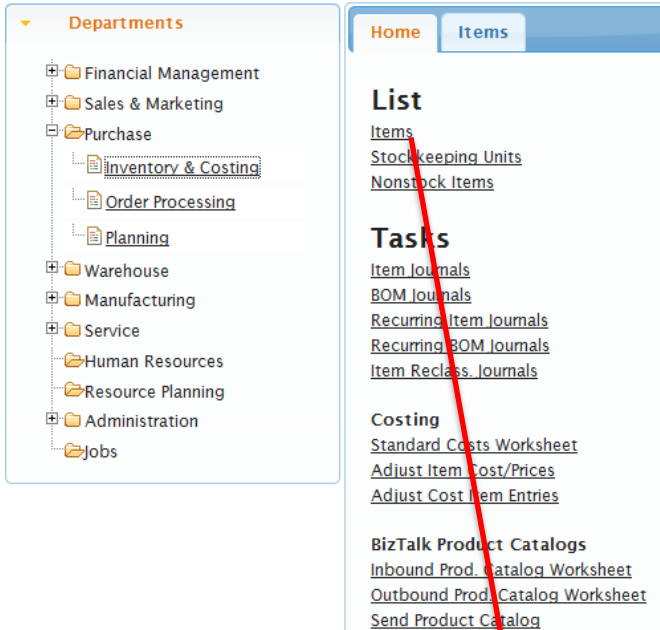 Departments
Financial Management
Sales & Marketing
Purchase
Inventory & Costing
Order Processing
Planning
Warehouse
Manufacturing
Service
Human Resources
Resource Planning
Administration
Jobs
Home Items
List
Items
Stockkeeping Units
Nonstock Items
Tasks
Item Journals
BOM Journals
Recurring Item Journals
Recurring BOM Journals
Item Reclass. Journals
Costing
Standard Costs Worksheet
Adjust Item Cost/Prices
Adjust Cost Item Entries
BizTalk Product Catalogs
Inbound Prod. Catalog Worksheet
Outbound Prod. Catalog Worksheet
Send Product Catalog